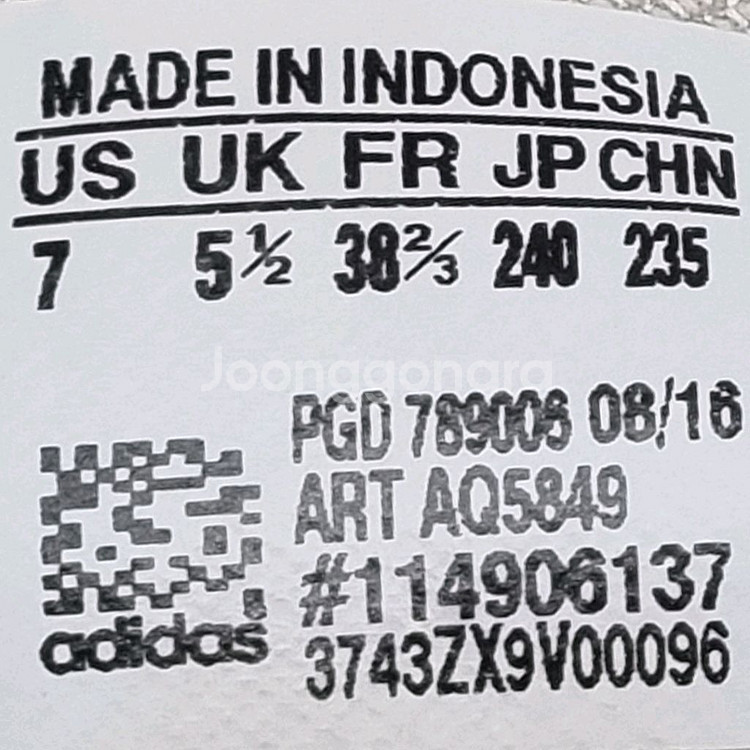 MADE IN INDONESIA
US UK FR JP CHN
7 5½ 38⅔ 240 235
Joonggonara
PGD 789006 08/16
ART AQ5849
#114906137
adidas
3743ZX9V00096